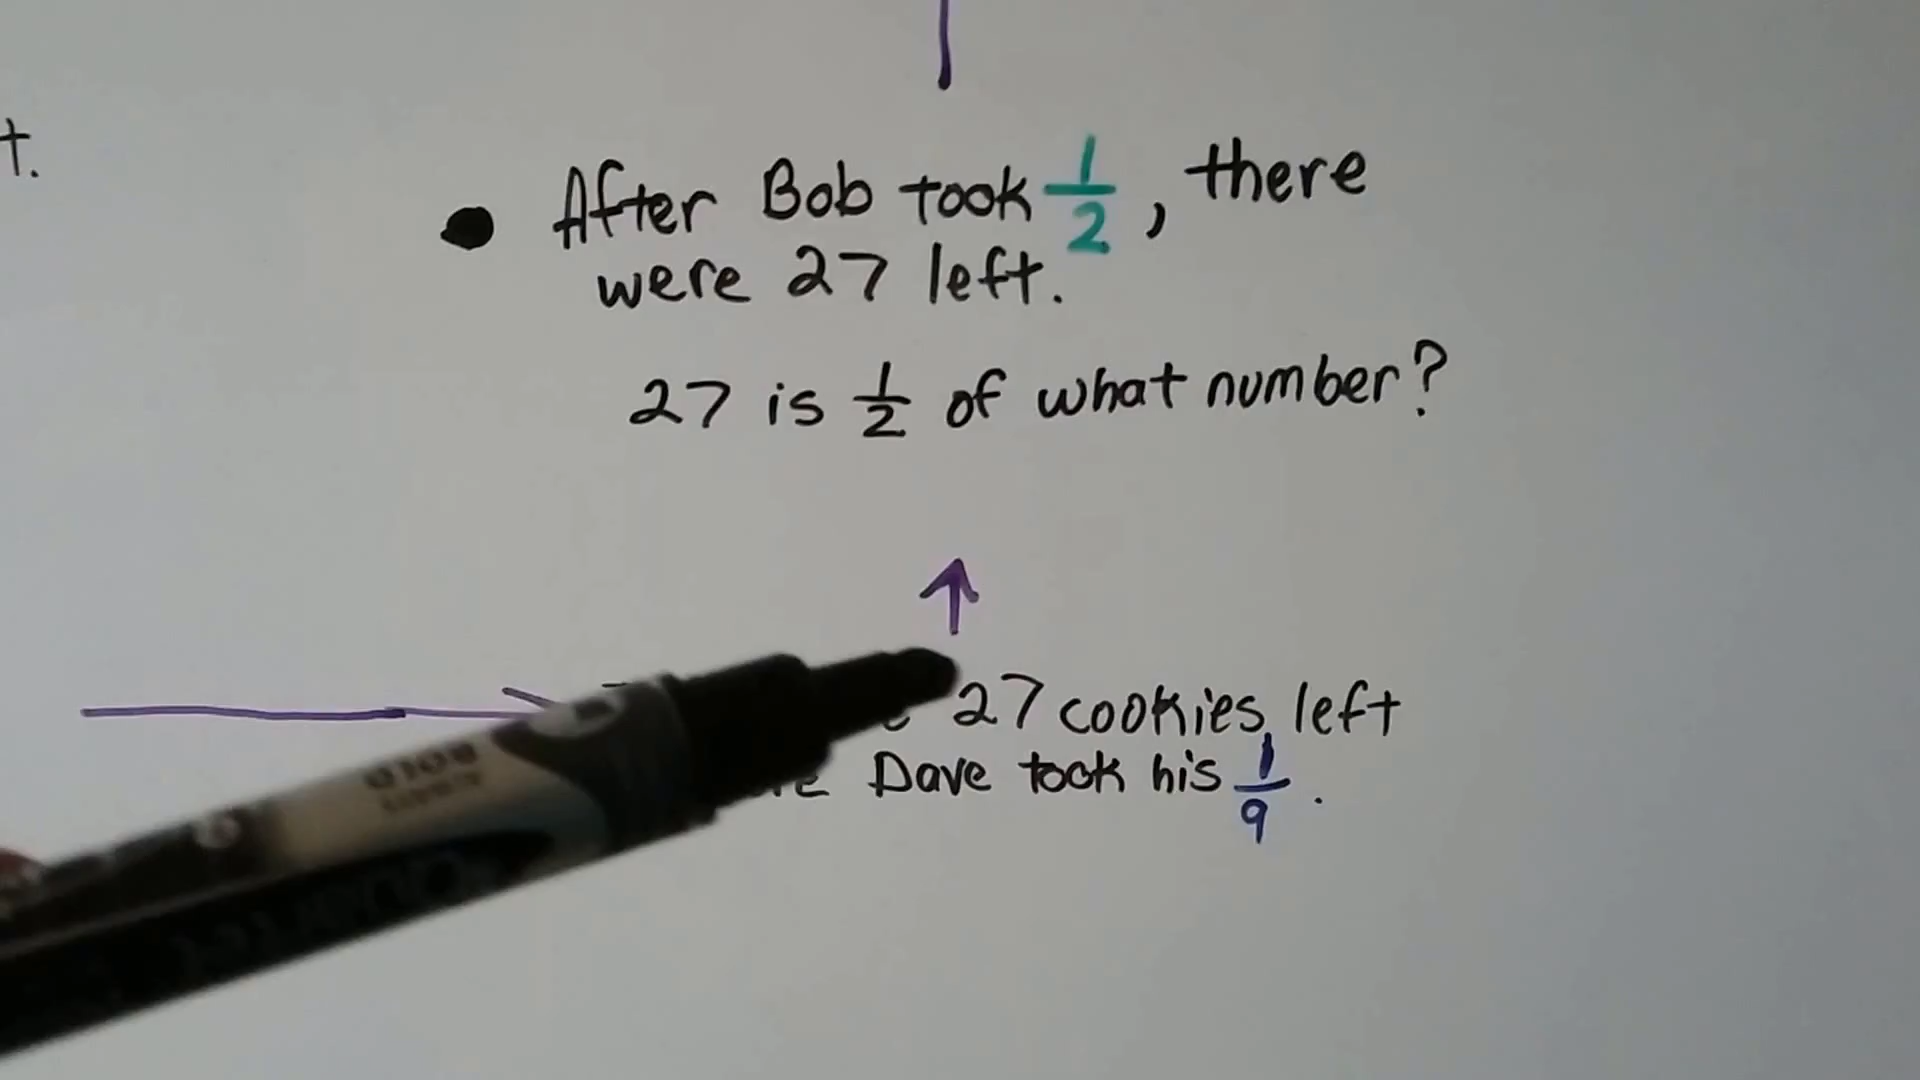 t.
After Bob took 1/2, there
were 27 left.
27 is 1/2 of what number?
27 cookies left
Dave took his 1/9.
BOLD